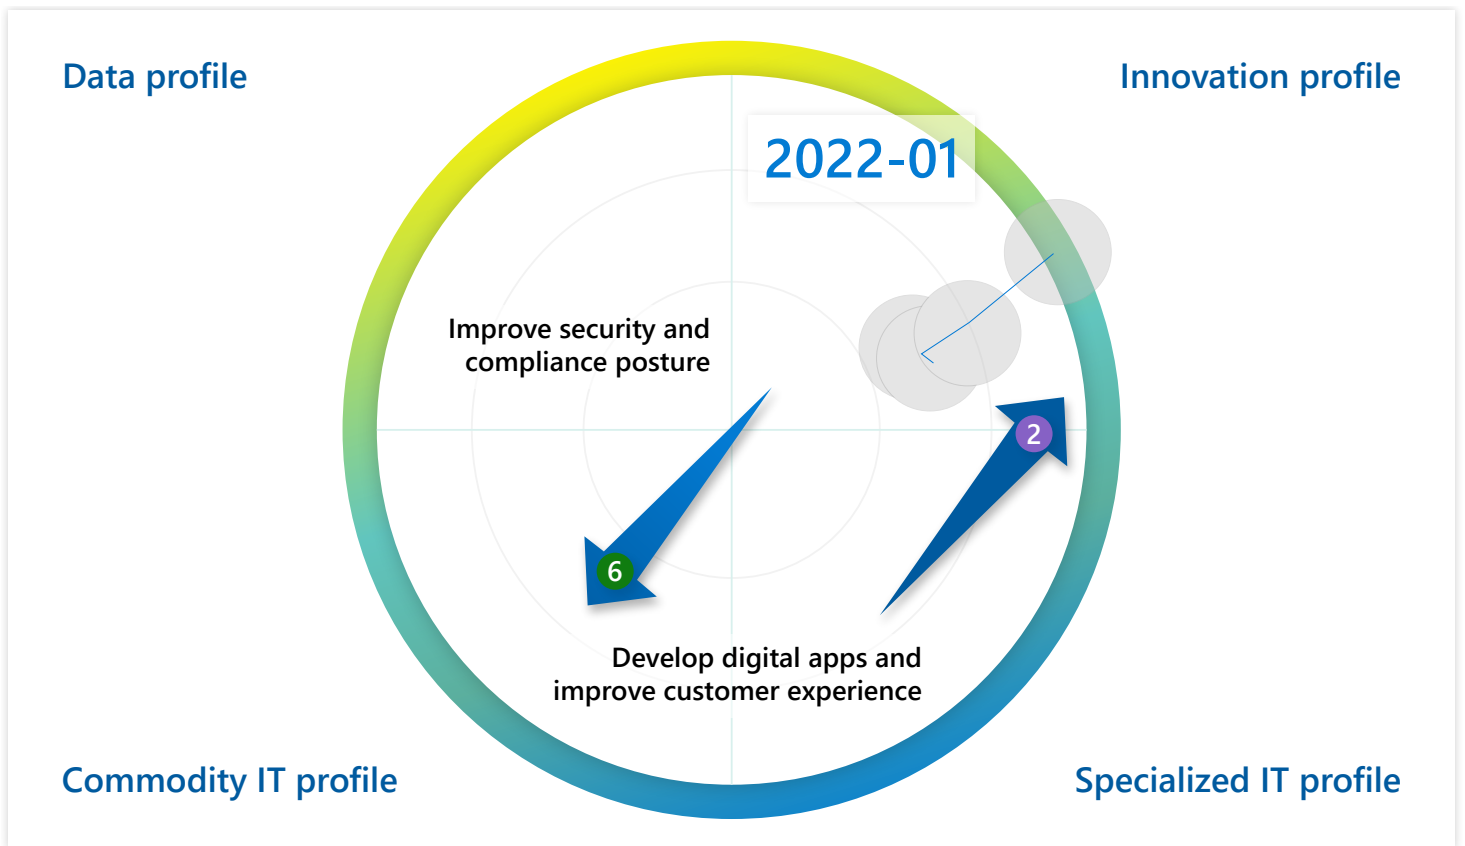 Data profile
Innovation profile
2022-01
Improve security and
compliance posture
2
6
Develop digital apps and
improve customer experience
Commodity IT profile
Specialized IT profile